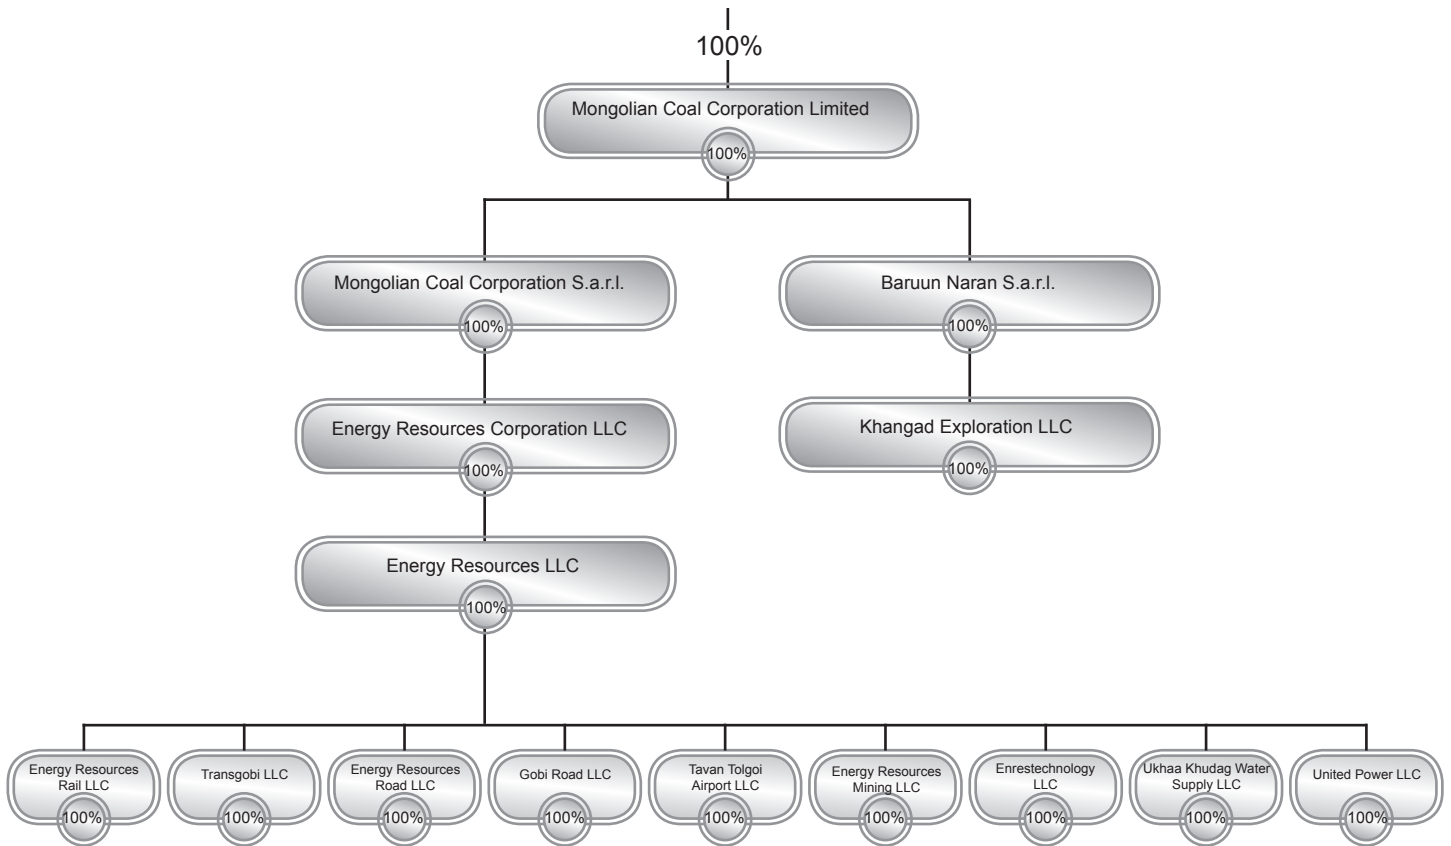 100%
Mongolian Coal Corporation Limited
100%
Mongolian Coal Corporation S.a.r.l.
100%
Baruun Naran S.a.r.l.
100%
Energy Resources Corporation LLC
100%
Khangad Exploration LLC
100%
Energy Resources LLC
100%
Energy Resources
Rail LLC
100%
Transgobi LLC
100%
Energy Resources
Road LLC
100%
Gobi Road LLC
100%
Tavan Tolgoi
Airport LLC
100%
Energy Resources
Mining LLC
100%
Enrestechnology
LLC
100%
Ukhaa Khudag Water
Supply LLC
100%
United Power LLC
100%